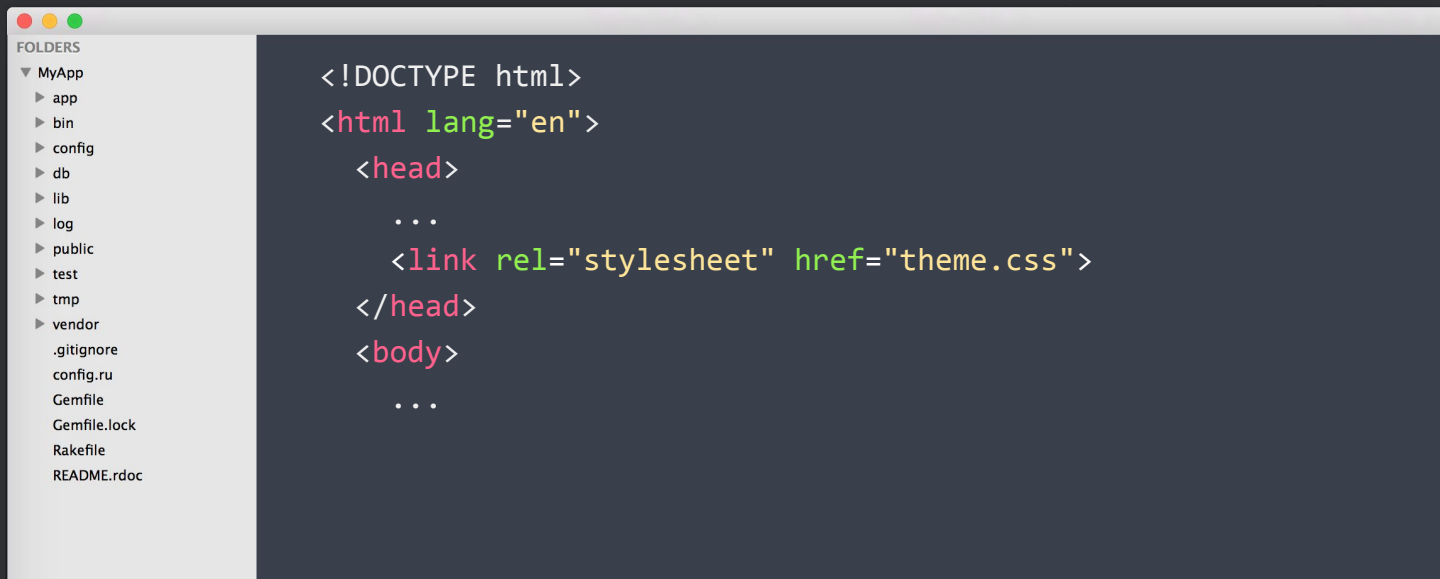 FOLDERS
MyApp
app
bin
config
db
lib
log
public
test
tmp
vendor
.gitignore
config.ru
Gemfile
Gemfile.lock
Rakefile
README.rdoc
<!DOCTYPE html>
<html lang="en">
<head>
...
<link rel="stylesheet" href="theme.css">
</head>
<body>
...